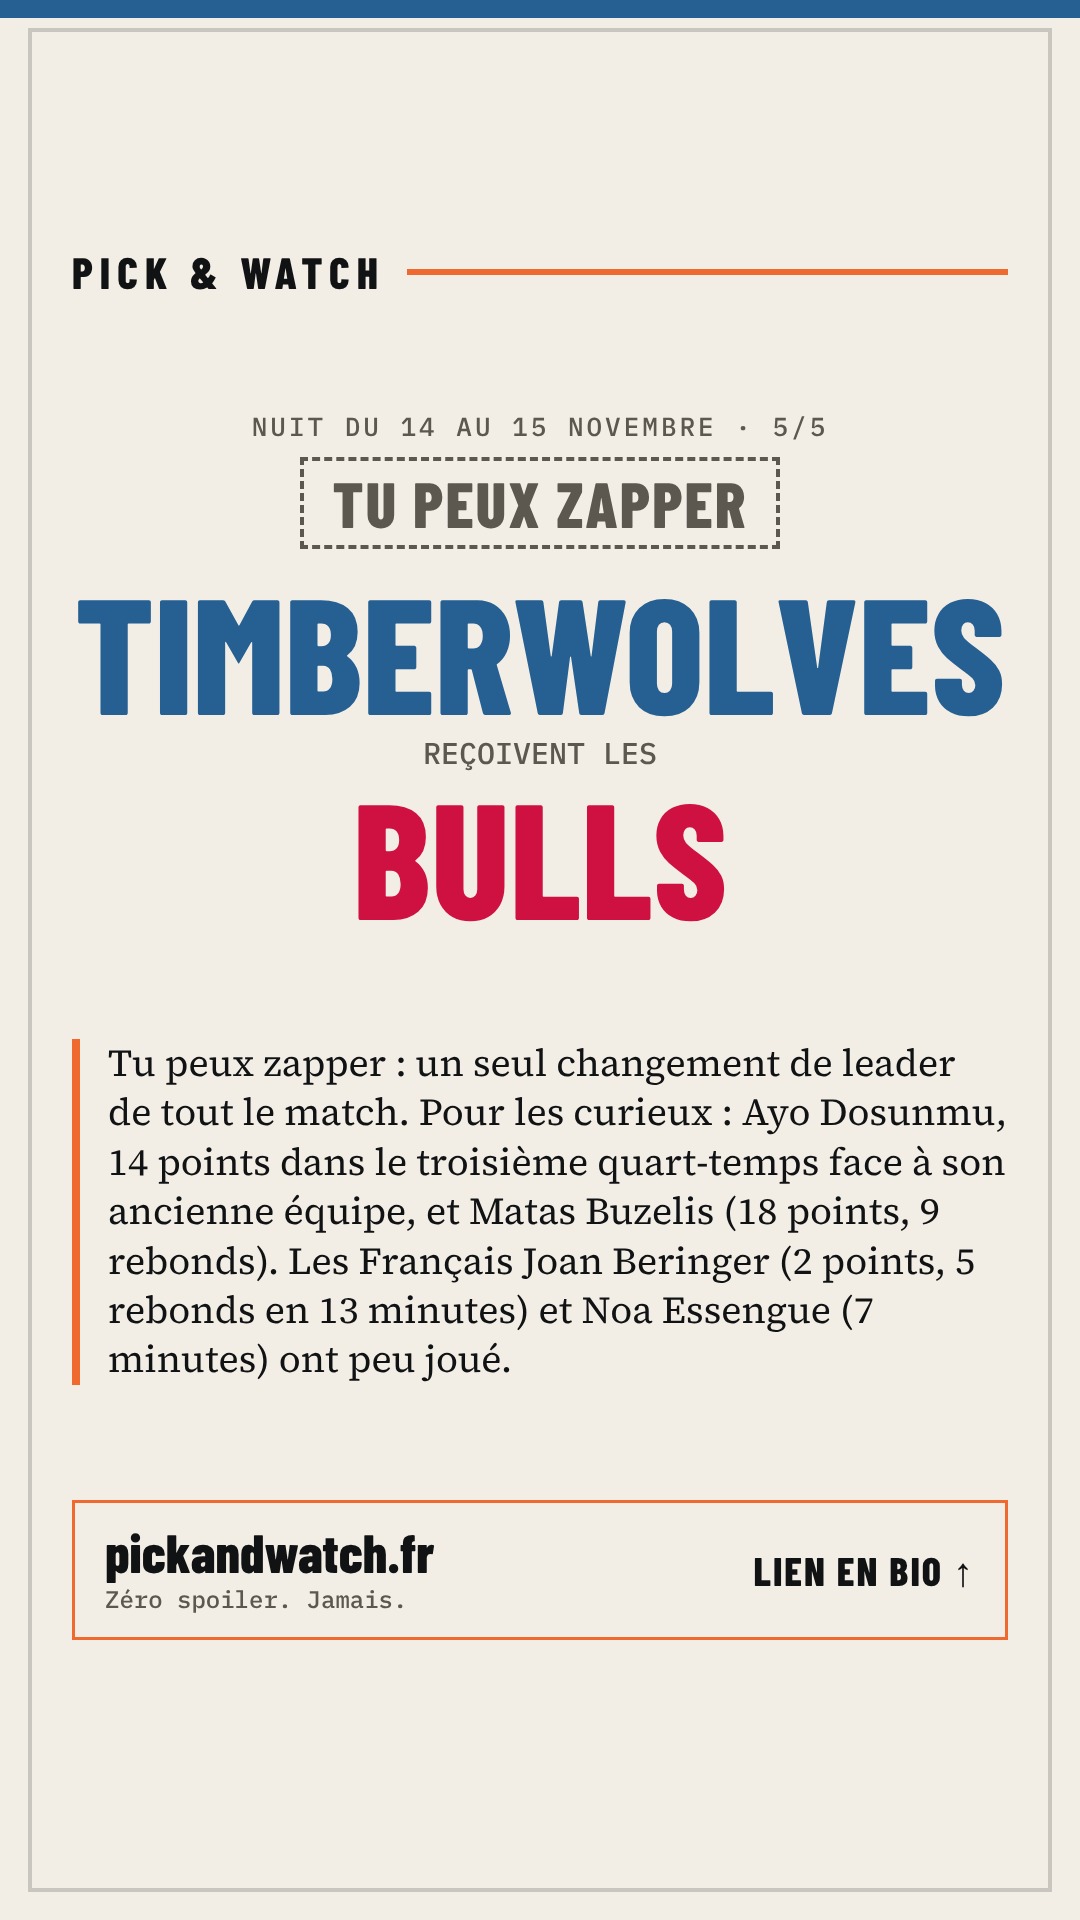 PICK & WATCH
NUIT DU 14 AU 15 NOVEMBRE · 5/5
TU PEUX ZAPPER
TIMBERWOLVES
REÇOIVENT LES
BULLS
Tu peux zapper : un seul changement de leader
de tout le match. Pour les curieux : Ayo Dosunmu,
14 points dans le troisième quart-temps face à son
ancienne équipe, et Matas Buzelis (18 points, 9
rebonds). Les Français Joan Beringer (2 points, 5
rebonds en 13 minutes) et Noa Essengue (7
minutes) ont peu joué.
pickandwatch.fr
Zéro spoiler. Jamais.
LIEN EN BIO ↑